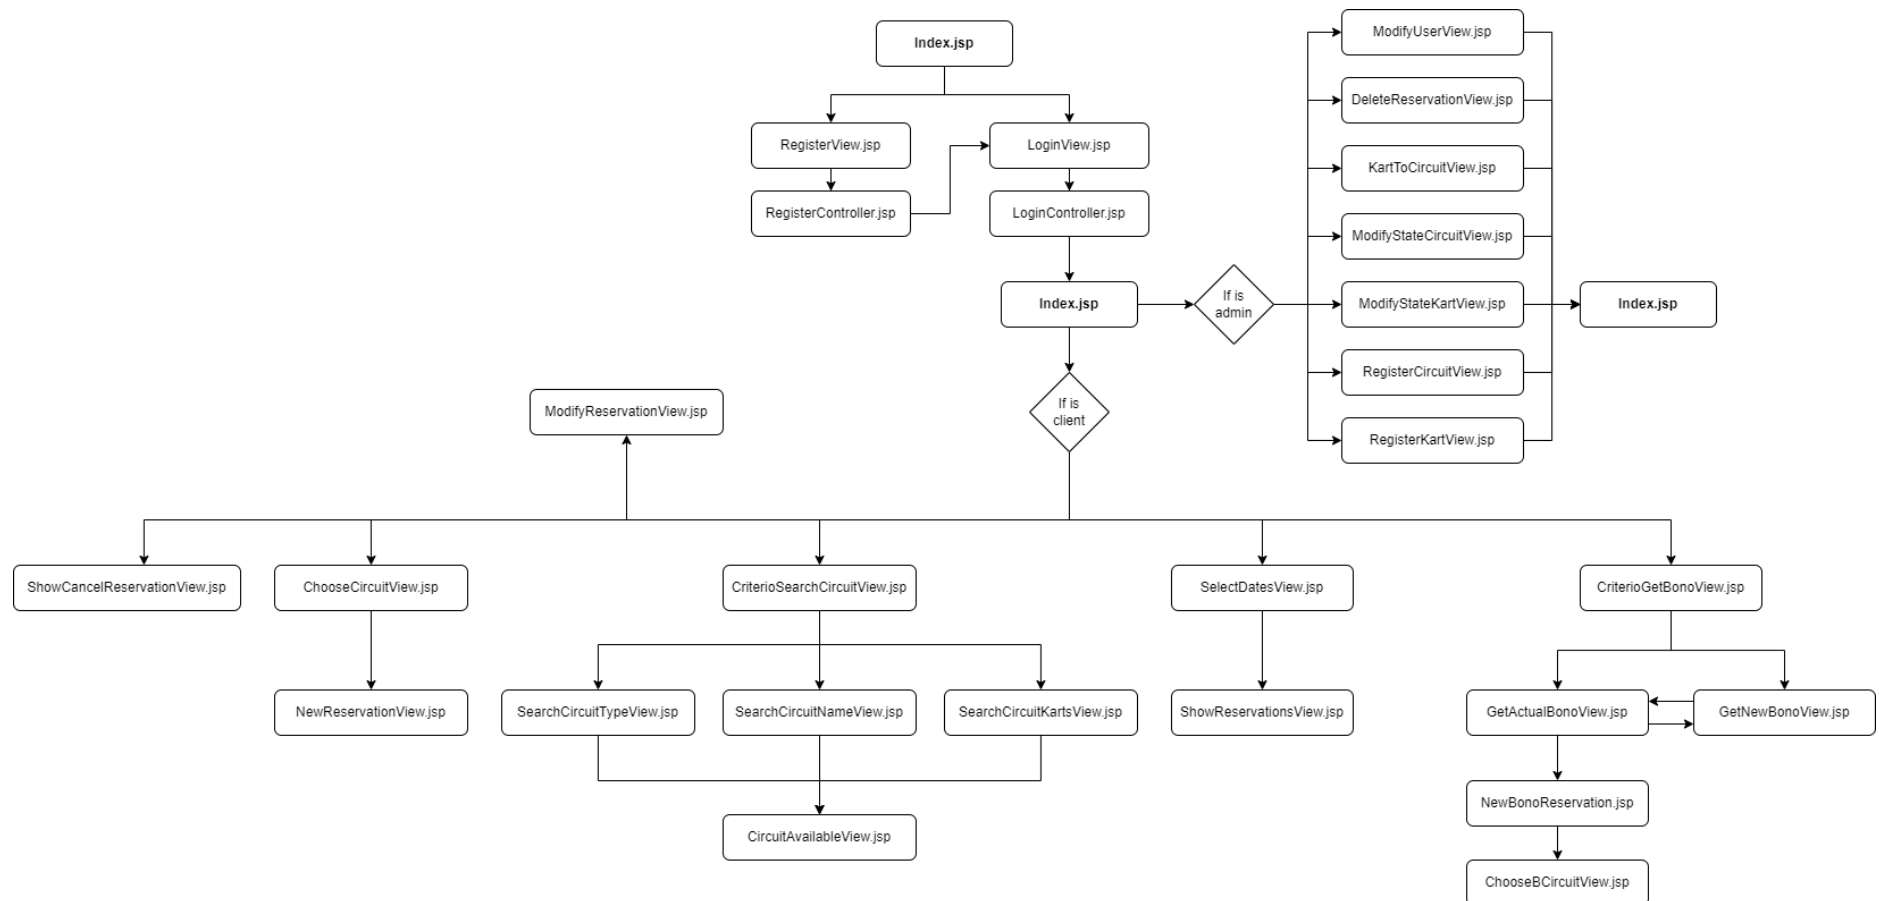 Index.jsp
RegisterView.jsp
LoginView.jsp
RegisterController.jsp
LoginController.jsp
Index.jsp
If is
admin
ModifyUserView.jsp
DeleteReservationView.jsp
KartToCircuitView.jsp
ModifyStateCircuitView.jsp
ModifyStateKartView.jsp
RegisterCircuitView.jsp
RegisterKartView.jsp
Index.jsp
If is
client
ModifyReservationView.jsp
ShowCancelReservationView.jsp
ChooseCircuitView.jsp
CriterioSearchCircuitView.jsp
SelectDatesView.jsp
CriterioGetBonoView.jsp
NewReservationView.jsp
SearchCircuitTypeView.jsp
SearchCircuitNameView.jsp
SearchCircuitKartsView.jsp
ShowReservationsView.jsp
GetActualBonoView.jsp
GetNewBonoView.jsp
CircuitAvailableView.jsp
NewBonoReservation.jsp
ChooseBCircuitView.jsp